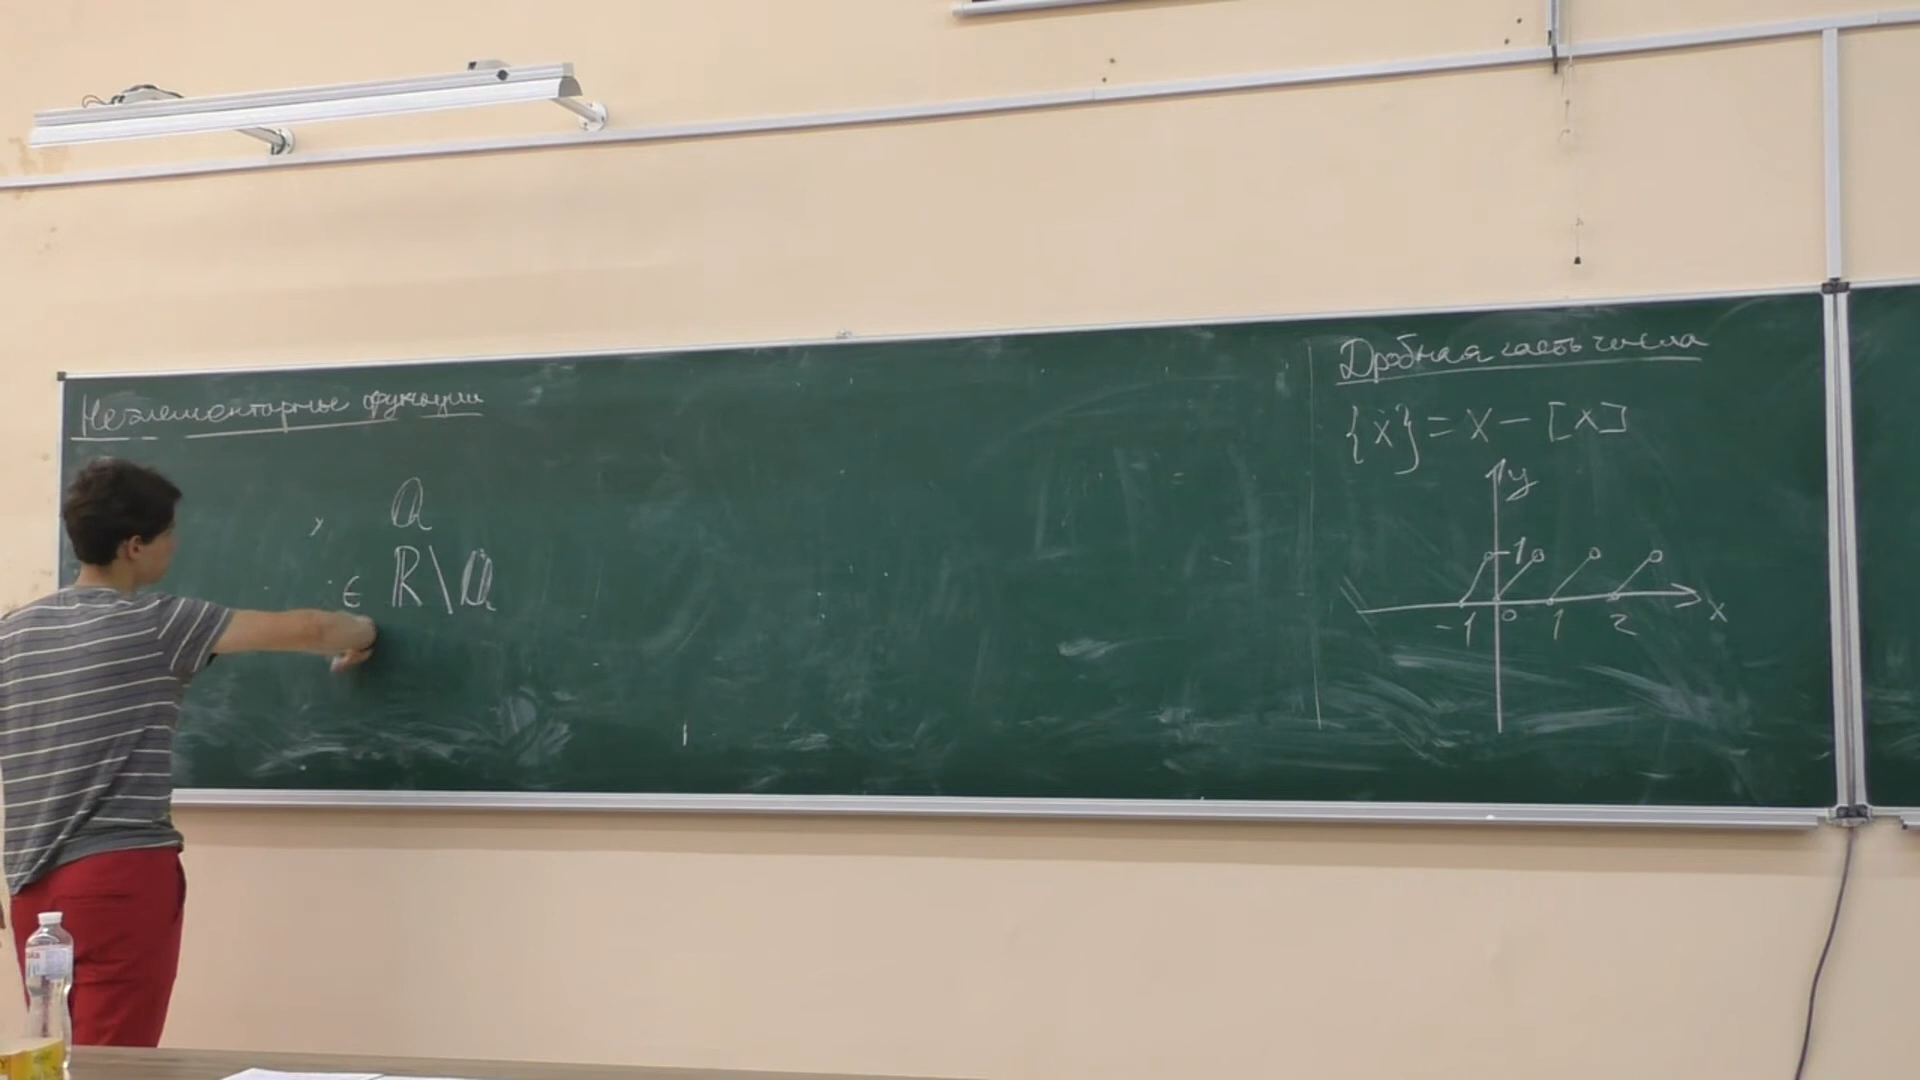 Неэлементарные функции
ℚ
∈ ℝ\ℚ
Дробная часть числа
{x} = x - [x]
y
1
-1 0 1 2 x